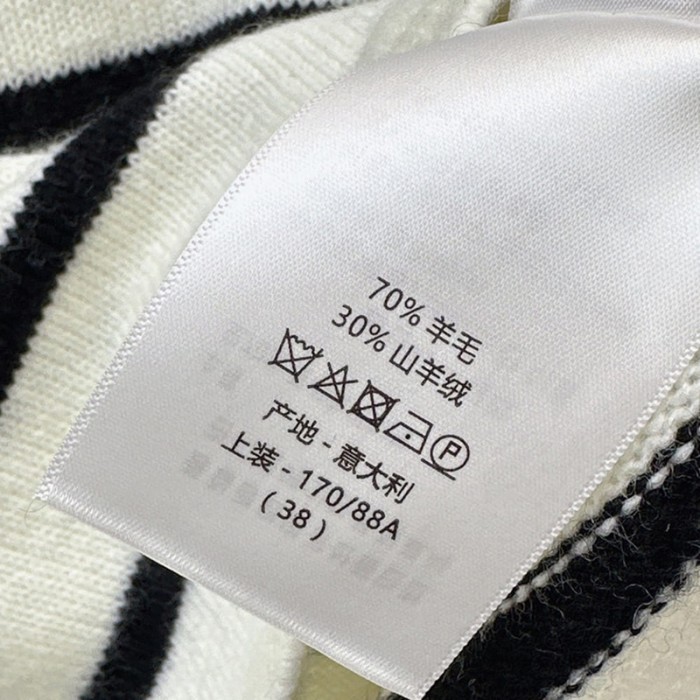 70% 羊毛
30% 山羊绒
P
产地 - 意大利
上装 - 170/88A
(38)